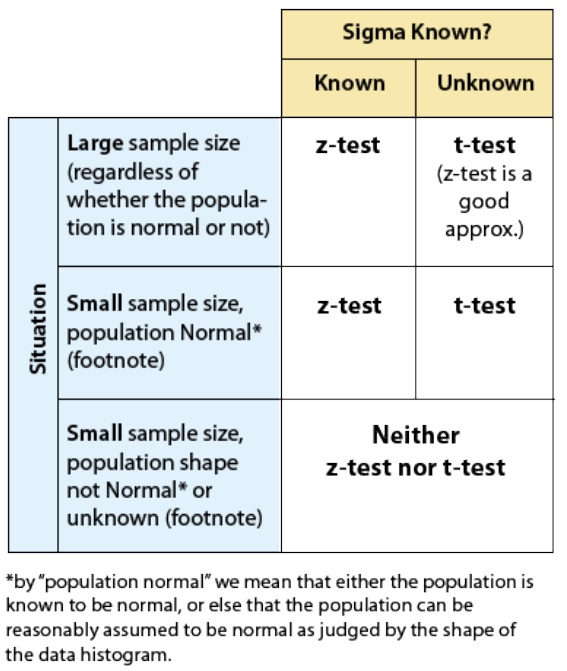 Sigma Known?
Known
Unknown
Situation
Large sample size
(regardless of
whether the popula-
tion is normal or not)
z-test
t-test
(z-test is a
good
approx.)
Small sample size,
population Normal*
(footnote)
z-test
t-test
Small sample size,
population shape
not Normal* or
unknown (footnote)
Neither
z-test nor t-test
*by “population normal” we mean that either the population is
known to be normal, or else that the population can be
reasonably assumed to be normal as judged by the shape of
the data histogram.